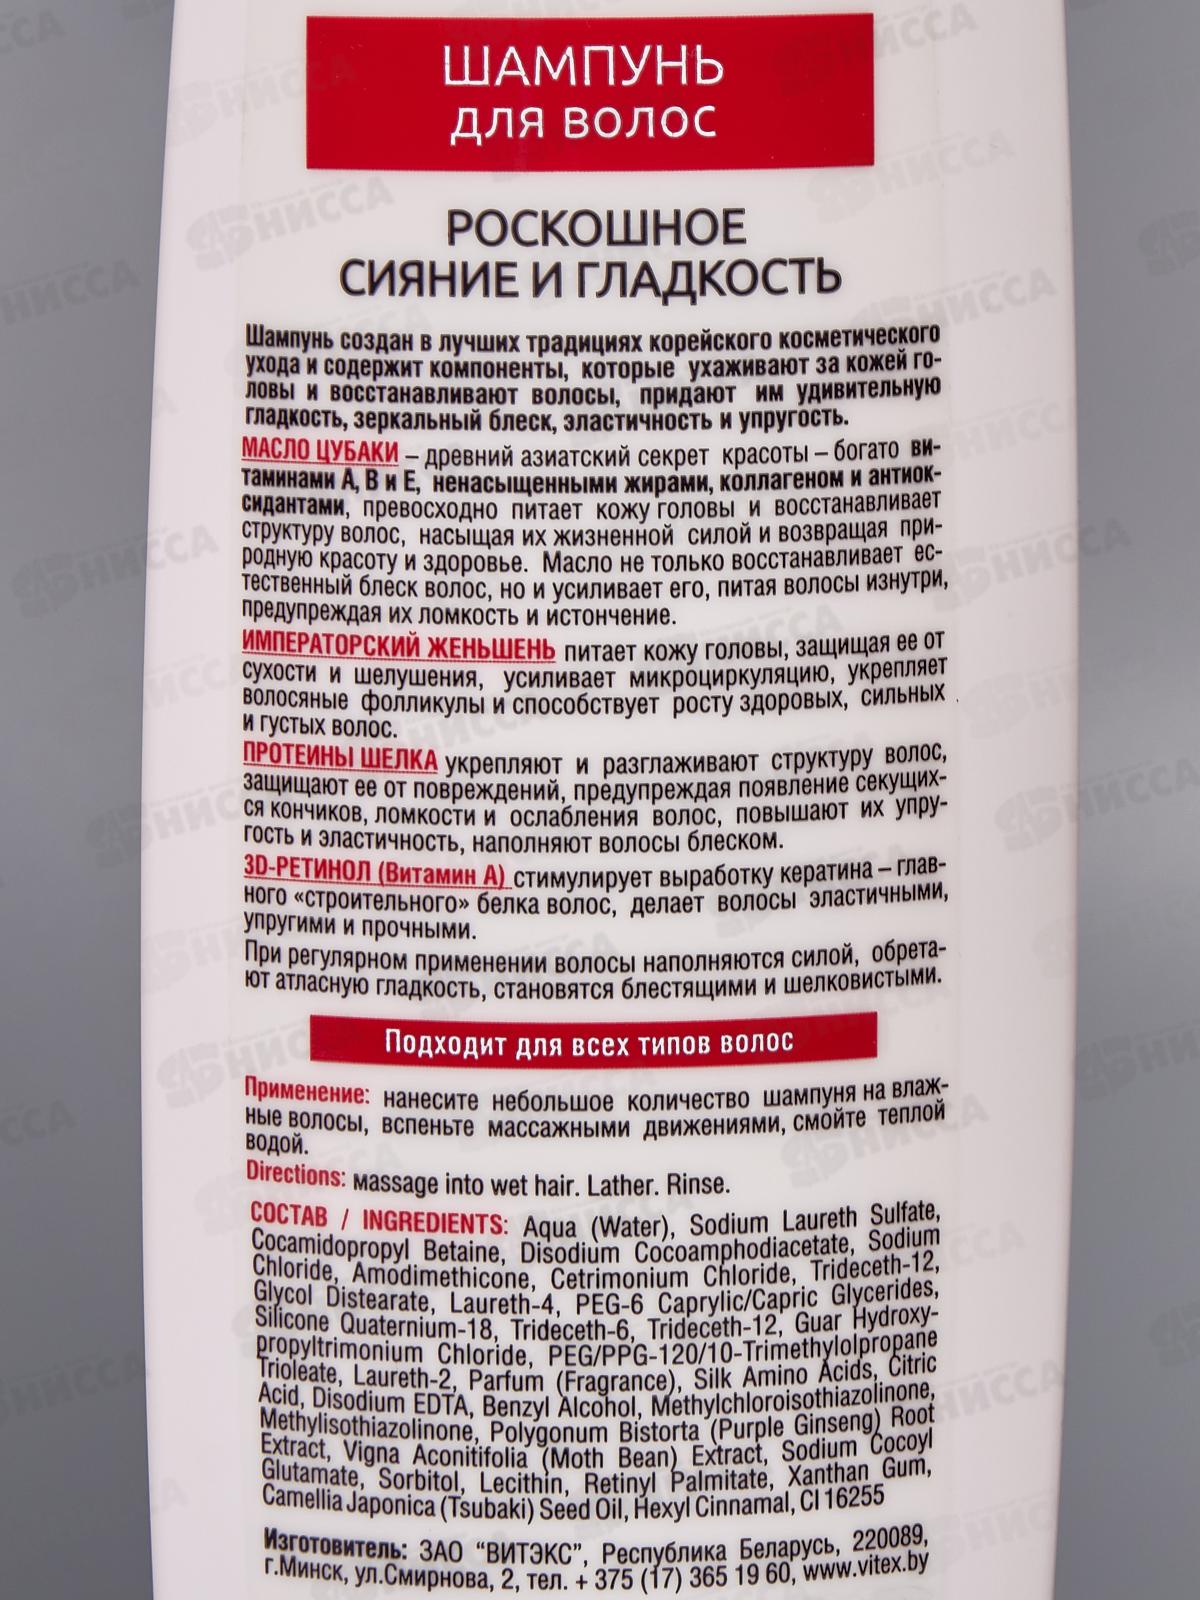 ШАМПУНЬ
ДЛЯ ВОЛОС
РОСКОШНОЕ
СИЯНИЕ И ГЛАДКОСТЬ
Шампунь создан в лучших традициях корейского косметического
ухода и содержит компоненты, которые ухаживают за кожей го-
ловы и восстанавливают волосы, придают им удивительную
гладкость, зеркальный блеск, эластичность и упругость.
МАСЛО ЦУБАКИ – древний азиатский секрет красоты – богато ви-
таминами А, В и Е, ненасыщенными жирами, коллагеном и антиок-
сидантами, превосходно питает кожу головы и восстанавливает
структуру волос, насыщая их жизненной силой и возвращая при-
родную красоту и здоровье. Масло не только восстанавливает ес-
тественный блеск волос, но и усиливает его, питая волосы изнутри,
предупреждая их ломкость и истончение.
ИМПЕРАТОРСКИЙ ЖЕНЬШЕНЬ питает кожу головы, защищая ее от
сухости и шелушения, усиливает микроциркуляцию, укрепляет
волосяные фолликулы и способствует росту здоровых, сильных
и густых волос.
ПРОТЕИНЫ ШЕЛКА укрепляют и разглаживают структуру волос,
защищают ее от повреждений, предупреждая появление секущих-
ся кончиков, ломкости и ослабления волос, повышают их упру-
гость и эластичность, наполняют волосы блеском.
3D-РЕТИНОЛ (Витамин А) стимулирует выработку кератина – глав-
ного «строительного» белка волос, делает волосы эластичными,
упругими и прочными.
При регулярном применении волосы наполняются силой, обрета-
ют атласную гладкость, становятся блестящими и шелковистыми.
Подходит для всех типов волос
Применение: нанесите небольшое количество шампуня на влаж-
ные волосы, вспеньте массажными движениями, смойте теплой
водой.
Directions: massage into wet hair. Lather. Rinse.
СОСТАВ / INGREDIENTS: Aqua (Water), Sodium Laureth Sulfate,
Cocamidopropyl Betaine, Disodium Cocoamphodiacetate, Sodium
Chloride, Amodimethicone, Cetrimonium Chloride, Trideceth-12,
Glycol Distearate, Laureth-4, PEG-6 Caprylic/Capric Glycerides,
Silicone Quaternium-18, Trideceth-6, Trideceth-12, Guar Hydroxy-
propyltrimonium Chloride, PEG/PPG-120/10-Trimethylolpropane
Trioleate, Laureth-2, Parfum (Fragrance), Silk Amino Acids, Citric
Acid, Disodium EDTA, Benzyl Alcohol, Methylchloroisothiazolinone,
Methylisothiazolinone, Polygonum Bistorta (Purple Ginseng) Root
Extract, Vigna Aconitifolia (Moth Bean) Extract, Sodium Cocoyl
Glutamate, Sorbitol, Lecithin, Retinyl Palmitate, Xanthan Gum,
Camellia Japonica (Tsubaki) Seed Oil, Hexyl Cinnamal, CI 16255
Изготовитель: ЗАО "ВИТЭКС", Республика Беларусь, 220089,
г.Минск, ул.Смирнова, 2, тел. + 375 (17) 365 19 60, www.vitex.by